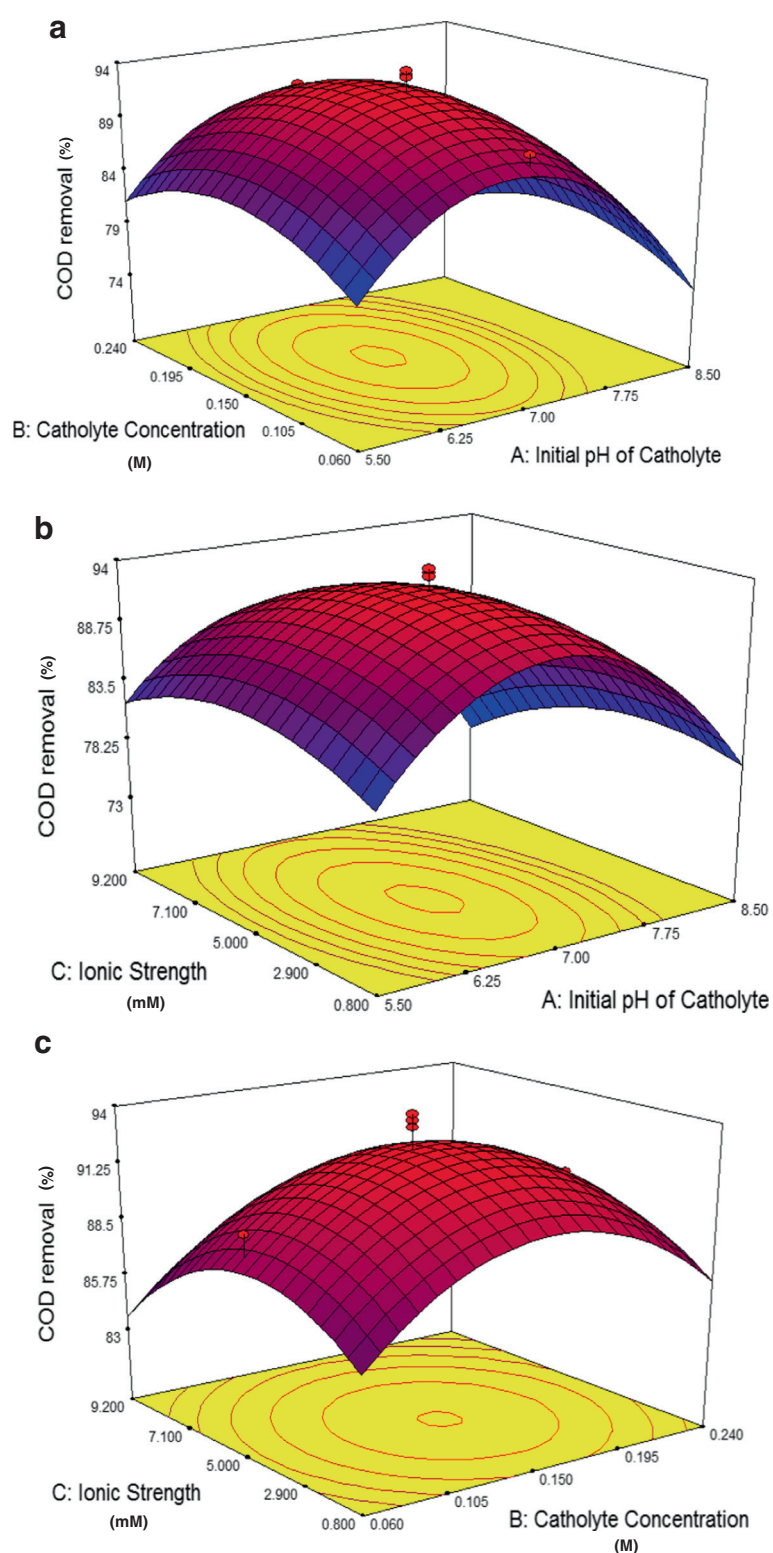 a
94
89
84
79
74
COD removal (%)
0.240
0.195
0.150
0.105
0.060
B: Catholyte Concentration
(M)
5.50
6.25
7.00
7.75
8.50
A: Initial pH of Catholyte
b
94
88.75
83.5
78.25
73
COD removal (%)
9.200
7.100
5.000
2.900
0.800
C: Ionic Strength
(mM)
5.50
6.25
7.00
7.75
8.50
A: Initial pH of Catholyte
c
94
91.25
88.5
85.75
83
COD removal (%)
9.200
7.100
5.000
2.900
0.800
C: Ionic Strength
(mM)
0.060
0.105
0.150
0.195
0.240
B: Catholyte Concentration
(M)